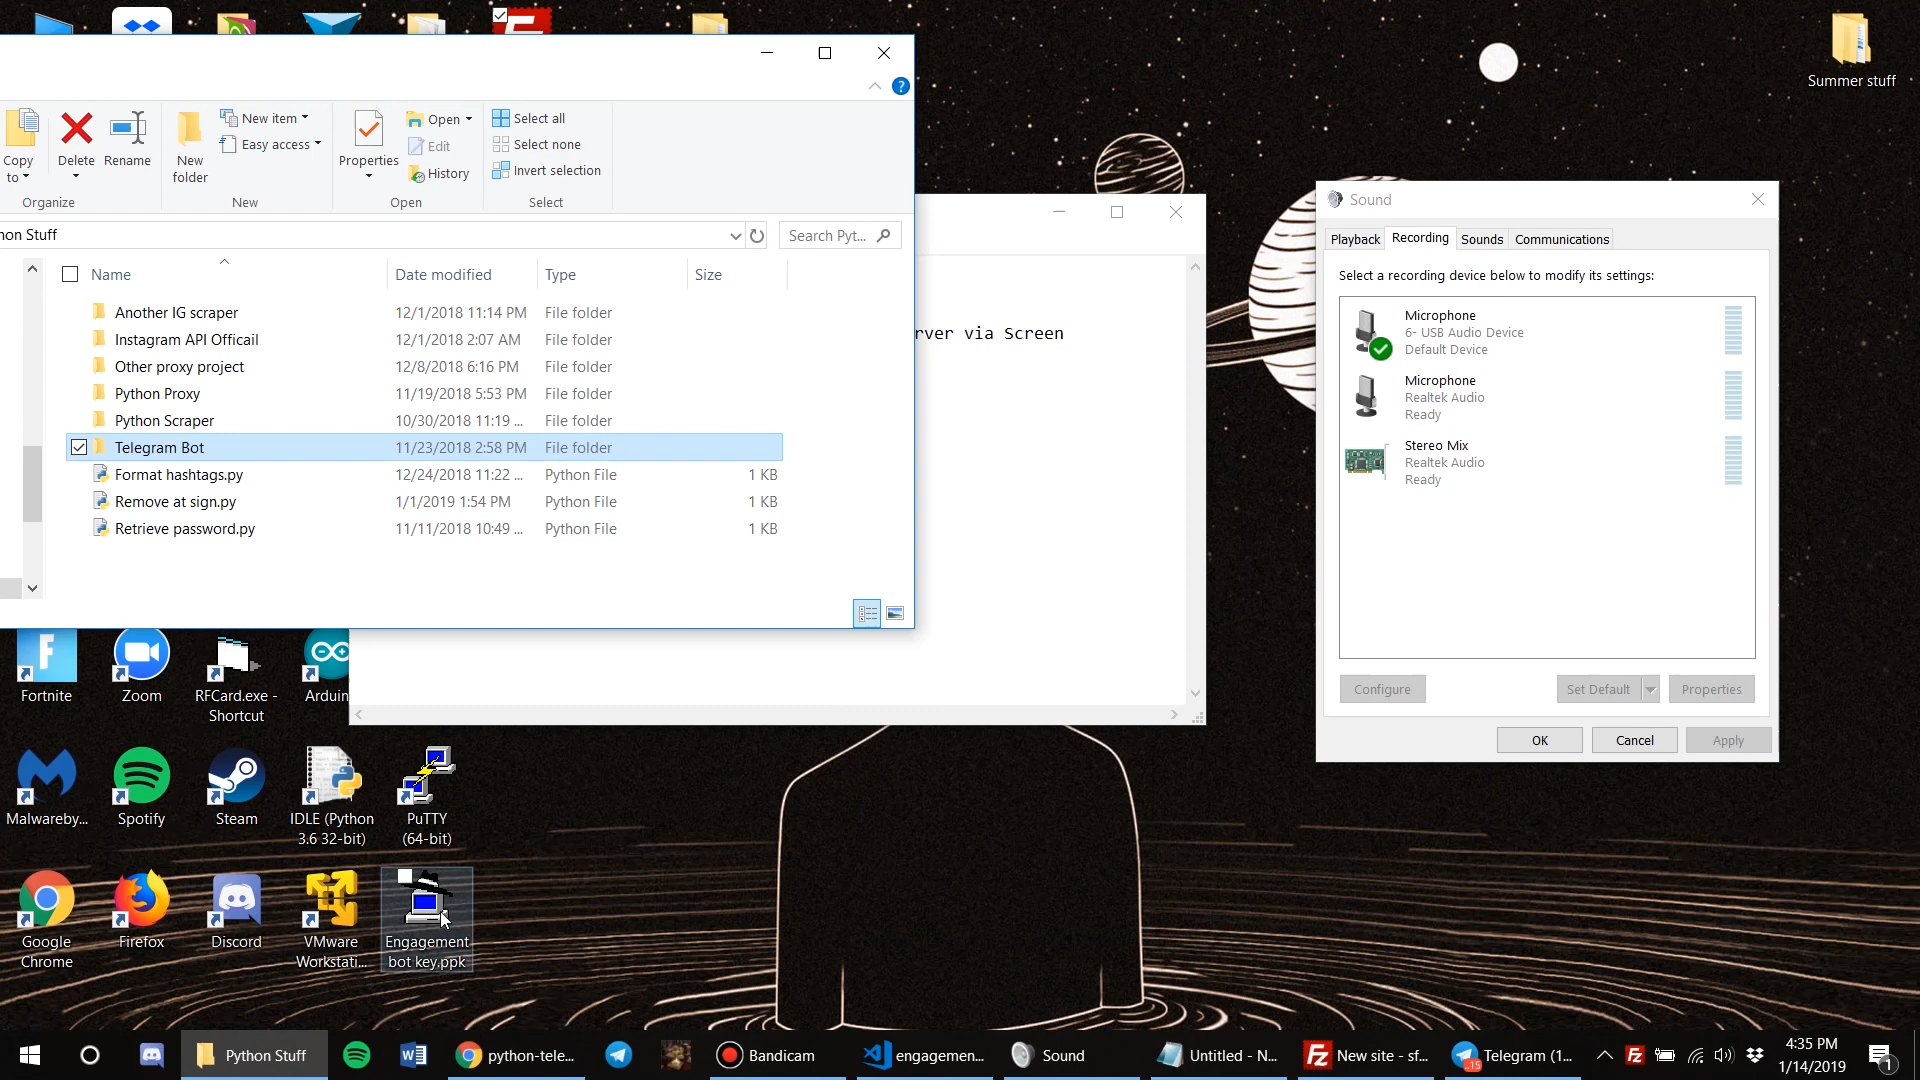 Summer stuff
Copy to
Delete
Rename
Organize
New folder
New item
Easy access
New
Properties
Open
Edit
History
Open
Select all
Select none
Invert selection
Select
Stuff
Search Pyt...
Name
Date modified
Type
Size
Another IG scraper 12/1/2018 11:14 PM File folder
Instagram API Officail 12/1/2018 2:07 AM File folder
Other proxy project 12/8/2018 6:16 PM File folder
Python Proxy 11/19/2018 5:53 PM File folder
Python Scraper 10/30/2018 11:19 ... File folder
Telegram Bot 11/23/2018 2:58 PM File folder
Format hashtags.py 12/24/2018 11:22 ... Python File 1 KB
Remove at sign.py 1/1/2019 1:54 PM Python File 1 KB
Retrieve password.py 11/11/2018 10:49 ... Python File 1 KB
via Screen
Sound
Playback Recording Sounds Communications
Select a recording device below to modify its settings:
Microphone
6- USB Audio Device
Default Device
Microphone
Realtek Audio
Ready
Stereo Mix
Realtek Audio
Ready
Configure Set Default Properties
OK Cancel Apply
Fortnite
Zoom
RFCard.exe -
Shortcut
Arduin
Malwareby...
Spotify
Steam
IDLE (Python
3.6 32-bit)
PuTTY
(64-bit)
Google
Chrome
Firefox
Discord
VMware
Workstati...
Engagement
bot key.ppk
Python Stuff
python-tele...
Bandicam
engagemen...
Sound
Untitled - N...
New site - sf...
15
Telegram (1...
4:35 PM
1/14/2019
1